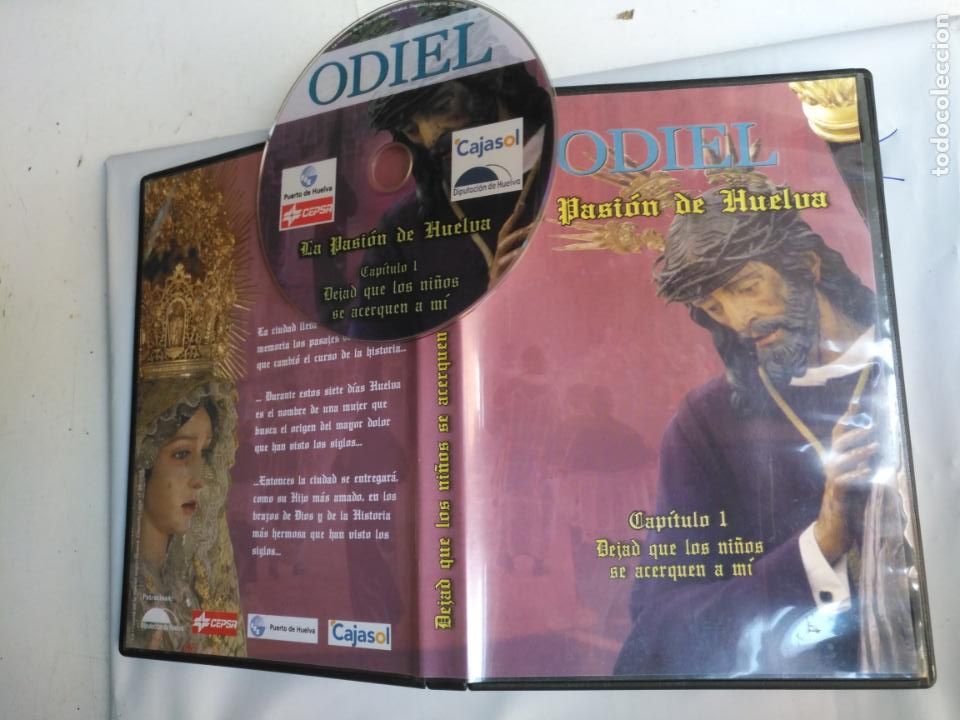 ODIEL
Puerto de Huelva
CEPSA
Cajasol
Diputación de Huelva
La Pasión de Huelva
Capítulo 1
Dejad que los niños
se acerquen a mí
La ciudad
memoria los pasajes
que cambió el curso de la historia...
... Durante estos siete días Huelva
es el nombre de una mujer que
busca el origen del mayor dolor
que han visto los siglos...
...Entonces la ciudad se entregará,
como su Hijo más amado, en los
brazos de Dios y de la Historia
más hermosa que han visto los
siglos...
Patrocinan:
CEPSA
Puerto de Huelva
Cajasol
Dejad que los niños se acerquen
ODIEL
Pasión de Huelva
Capítulo 1
Dejad que los niños
se acerquen a mí
todocoleccion